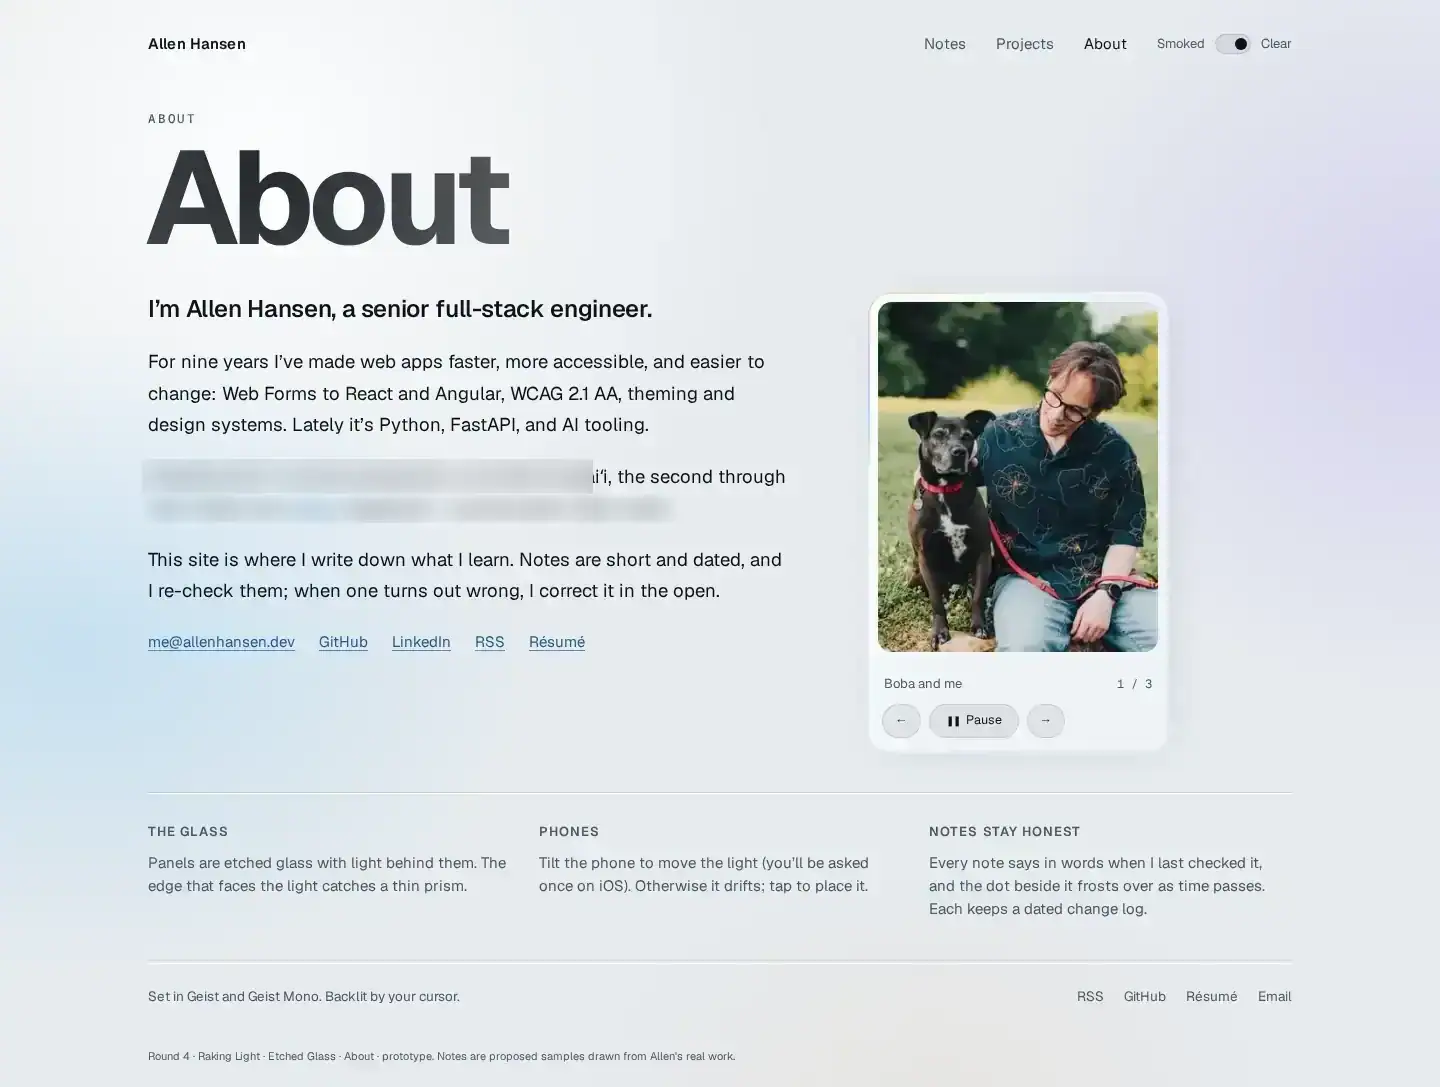 Allen Hansen
Notes Projects About Smoked Clear
ABOUT
About
I’m Allen Hansen, a senior full-stack engineer.
For nine years I’ve made web apps faster, more accessible, and easier to
change: Web Forms to React and Angular, WCAG 2.1 AA, theming and
design systems. Lately it’s Python, FastAPI, and AI tooling.
the second through
This site is where I write down what I learn. Notes are short and dated, and
I re-check them; when one turns out wrong, I correct it in the open.
me@allenhansen.dev GitHub LinkedIn RSS Résumé
Boba and me 1 / 3
← Pause →
THE GLASS
Panels are etched glass with light behind them. The
edge that faces the light catches a thin prism.
PHONES
Tilt the phone to move the light (you’ll be asked
once on iOS). Otherwise it drifts; tap to place it.
NOTES STAY HONEST
Every note says in words when I last checked it,
and the dot beside it frosts over as time passes.
Each keeps a dated change log.
Set in Geist and Geist Mono. Backlit by your cursor.
RSS GitHub Résumé Email
Round 4 · Raking Light · Etched Glass · About · prototype. Notes are proposed samples drawn from Allen's real work.